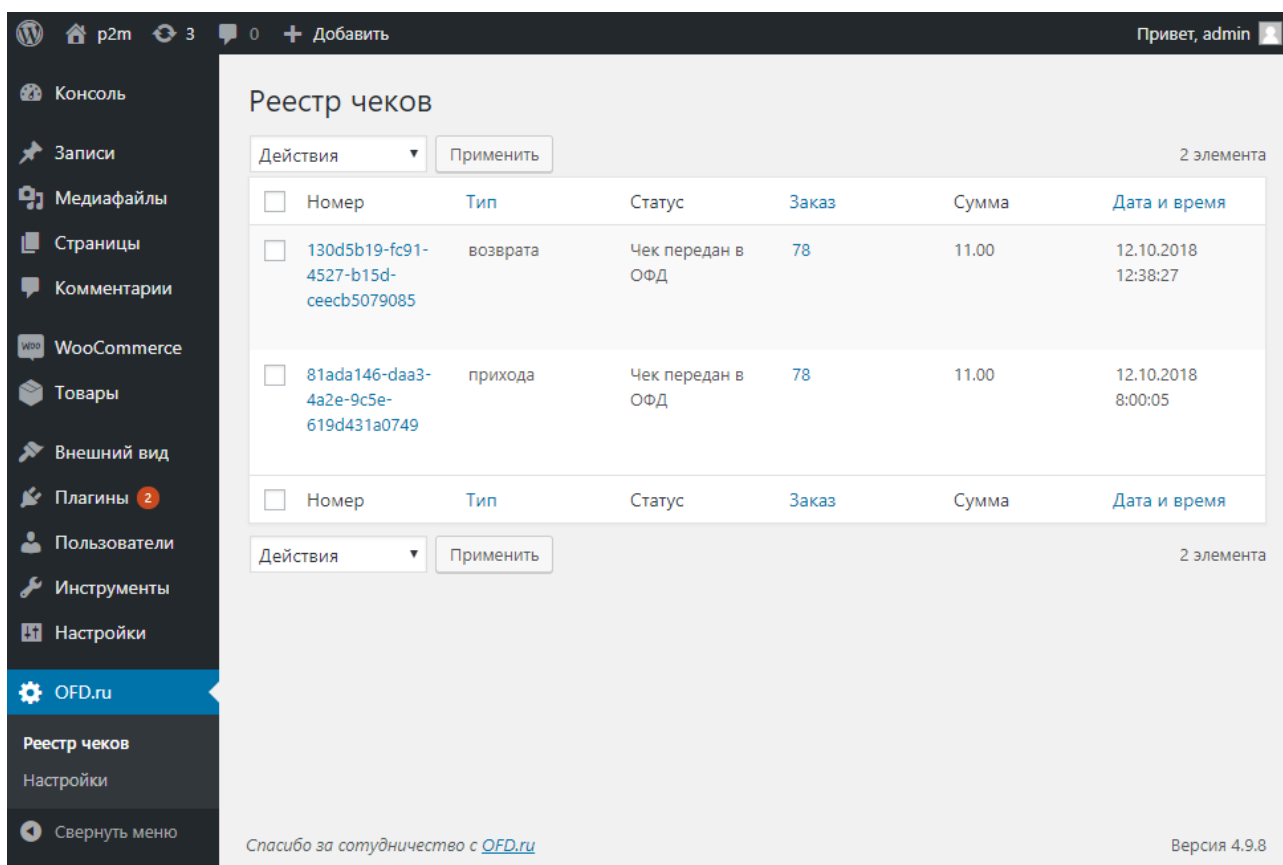 p2m 3 0 + Добавить Привет, admin
Консоль
Записи
Медиафайлы
Страницы
Комментарии
WooCommerce
Товары
Внешний вид
Плагины 2
Пользователи
Инструменты
Настройки
OFD.ru
Реестр чеков
Настройки
Свернуть меню
Реестр чеков
Действия Применить 2 элемента
Номер Тип Статус Заказ Сумма Дата и время
130d5b19-fc91- возврата Чек передан в 78 11.00 12.10.2018
4527-b15d- ОФД 12:38:27
ceecb5079085
81ada146-daa3- прихода Чек передан в 78 11.00 12.10.2018
4a2e-9c5e- ОФД 8:00:05
619d431a0749
Номер Тип Статус Заказ Сумма Дата и время
Действия Применить 2 элемента
Спасибо за сотудничество с OFD.ru Версия 4.9.8